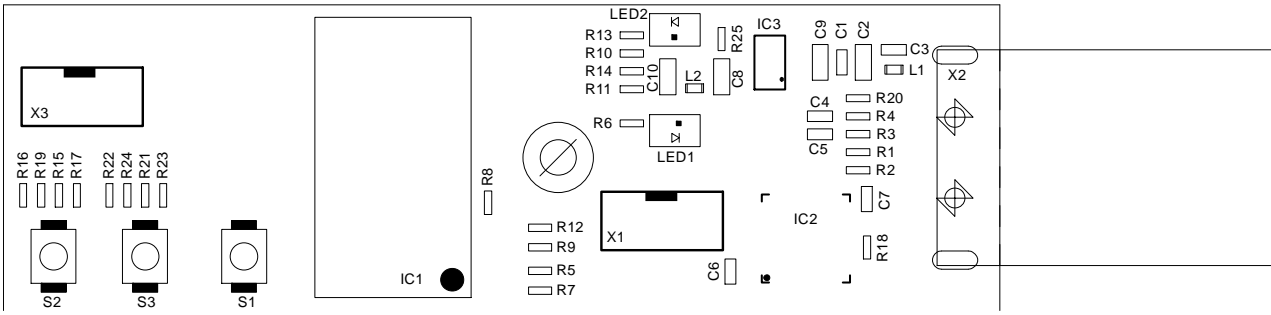 LED2
R13
R10
R14
R11
C10
L2
C8
R25
IC3
C9
C1
C2
C3
L1
X2
X3
R6
LED1
C4
C5
R20
R4
R3
R1
R2
R16
R19
R15
R17
R22
R24
R21
R23
R8
R12
R9
R5
R7
X1
C6
IC2
C7
R18
IC1
S2
S3
S1